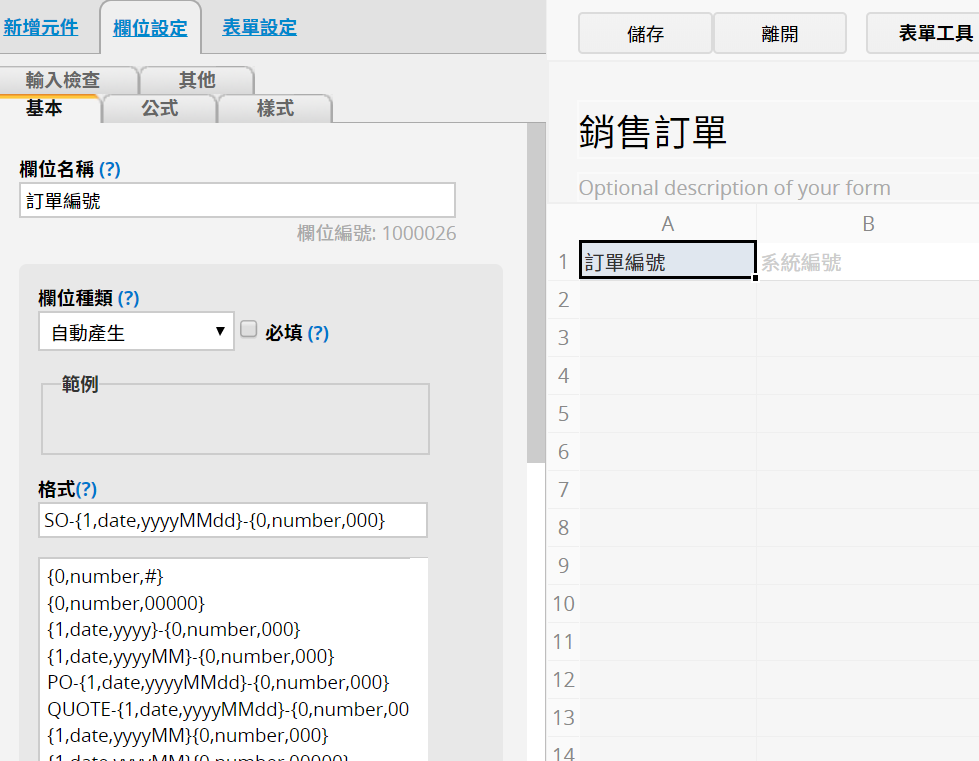 新增元件 欄位設定 表單設定
輸入檢查 其他
基本 公式 樣式
欄位名稱 (?)
訂單編號
欄位編號: 1000026
欄位種類 (?)
自動產生 必填 (?)
範例
格式(?)
SO-{1,date,yyyyMMdd}-{0,number,000}
{0,number,#}
{0,number,00000}
{1,date,yyyy}-{0,number,000}
{1,date,yyyyMM}-{0,number,000}
PO-{1,date,yyyyMMdd}-{0,number,000}
QUOTE-{1,date,yyyyMMdd}-{0,number,00
{1,date,yyyyMM}{0,number,000}
{1,date,yyyyMM}{0,number,00000}
儲存 離開 表單工具
銷售訂單
Optional description of your form
A B
1 訂單編號 系統編號
2
3
4
5
6
7
8
9
10
11
12
13
14